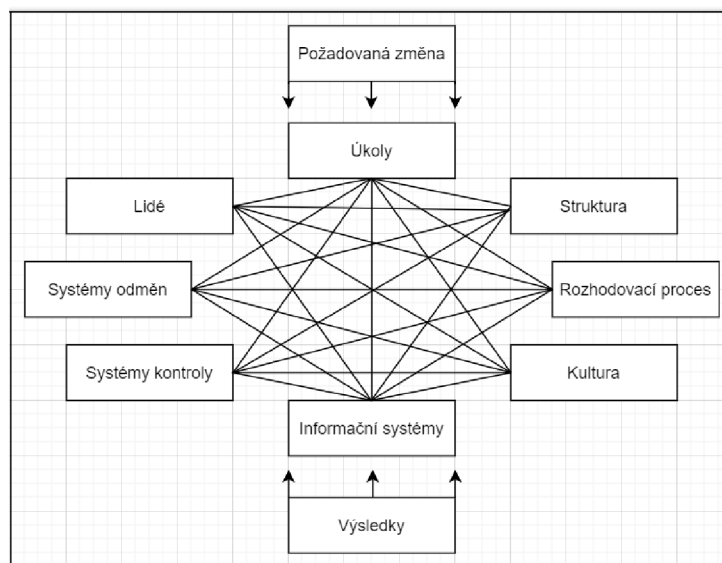 Požadovaná změna
Úkoly
Lidé
Struktura
Systémy odměn
Rozhodovací proces
Systémy kontroly
Kultura
Informační systémy
Výsledky